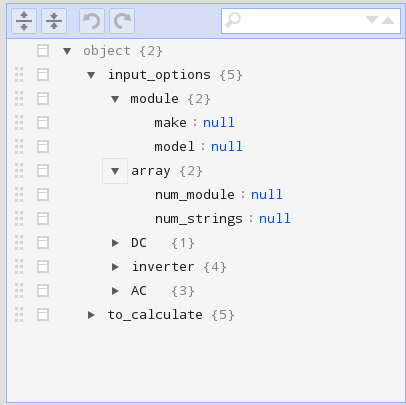 object {2}
input_options {5}
module {2}
make : null
model : null
array {2}
num_module : null
num_strings : null
DC {1}
inverter {4}
AC {3}
to_calculate {5}